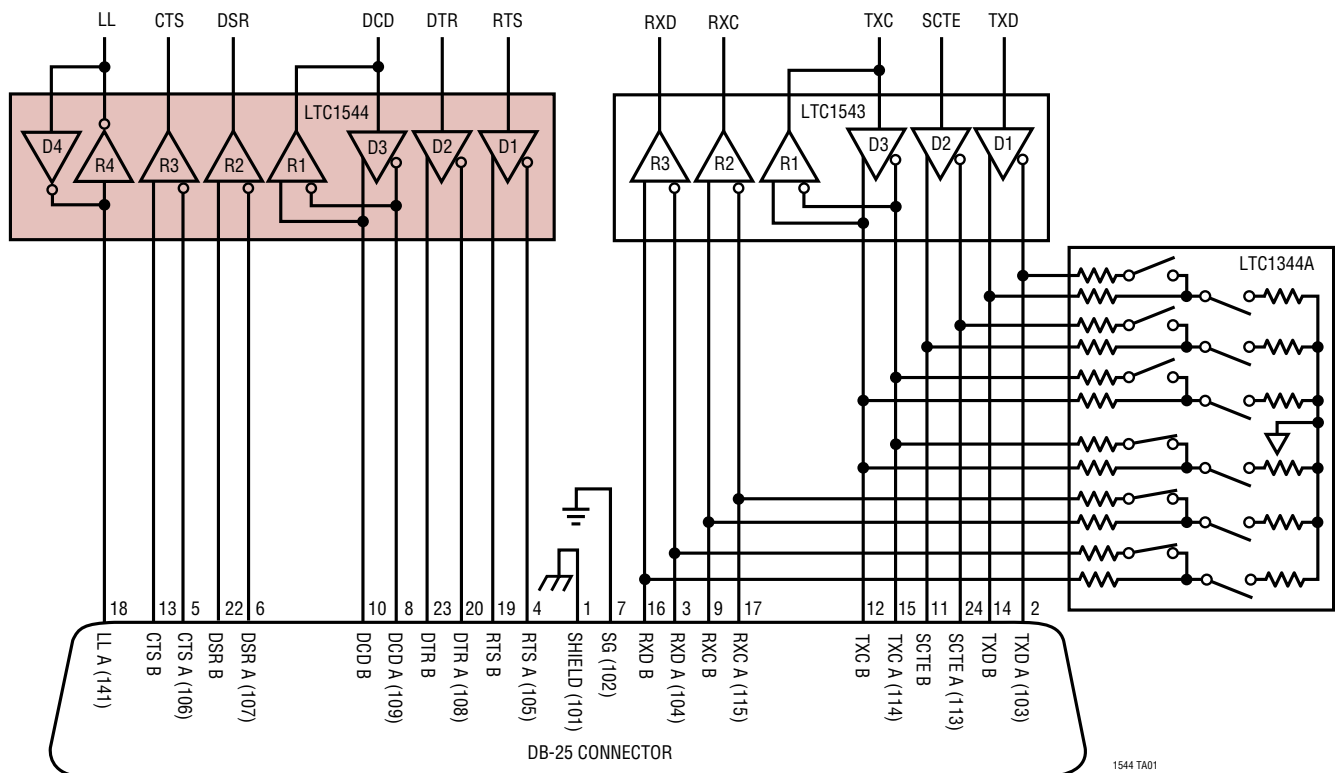 LL CTS DSR DCD DTR RTS RXD RXC TXC SCTE TXD
LTC1544 LTC1543
D4 R4 R3 R2 R1 D3 D2 D1 R3 R2 R1 D3 D2 D1
LTC1344A
18 13 5 22 6 10 8 23 20 19 4 1 7 16 3 9 17 12 15 11 24 14 2
LL A (141)
CTS B
CTS A (106)
DSR B
DSR A (107)
DCD B
DCD A (109)
DTR B
DTR A (108)
RTS B
RTS A (105)
SHIELD (101)
SG (102)
RXD B
RXD A (104)
RXC B
RXC A (115)
TXC B
TXC A (114)
SCTE B
SCTE A (113)
TXD B
TXD A (103)
DB-25 CONNECTOR
1544 TA01